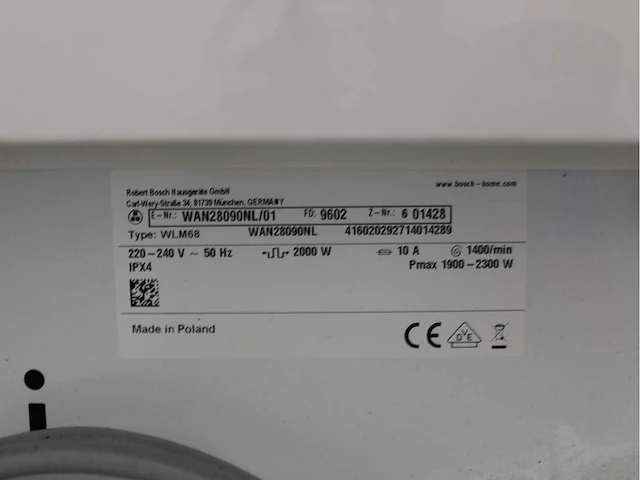 Robert Bosch Hausgeräte GmbH
Carl-Wery-Straße 34, 81739 München, GERMANY
www.bosch-home.com
E-Nr.: WAN28090NL/01 FD: 9602 Z-Nr.: 6 01428
Type: WLM68 WAN28090NL 416020292714014289
220-240 V ~ 50 Hz 2000 W 10 A 1400/min
IPX4 Pmax 1900-2300 W
Made in Poland CE VDE